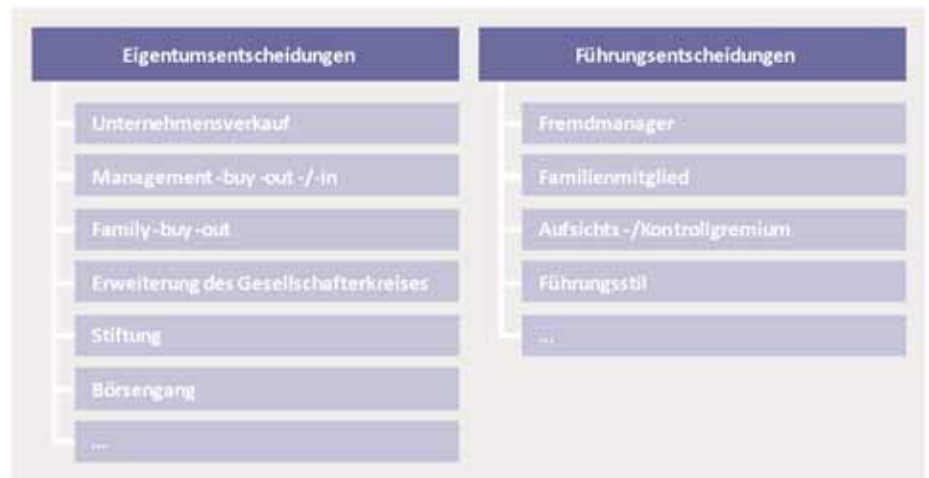 Eigentumsentscheidungen
Unternehmensverkauf
Management-buy-out-/-in
Family-buy-out
Erweiterung des Gesellschafterkreises
Stiftung
Börsengang
...
Führungsentscheidungen
Fremdmanager
Familienmitglied
Aufsichts-/Kontrollgremium
Führungsstil
...